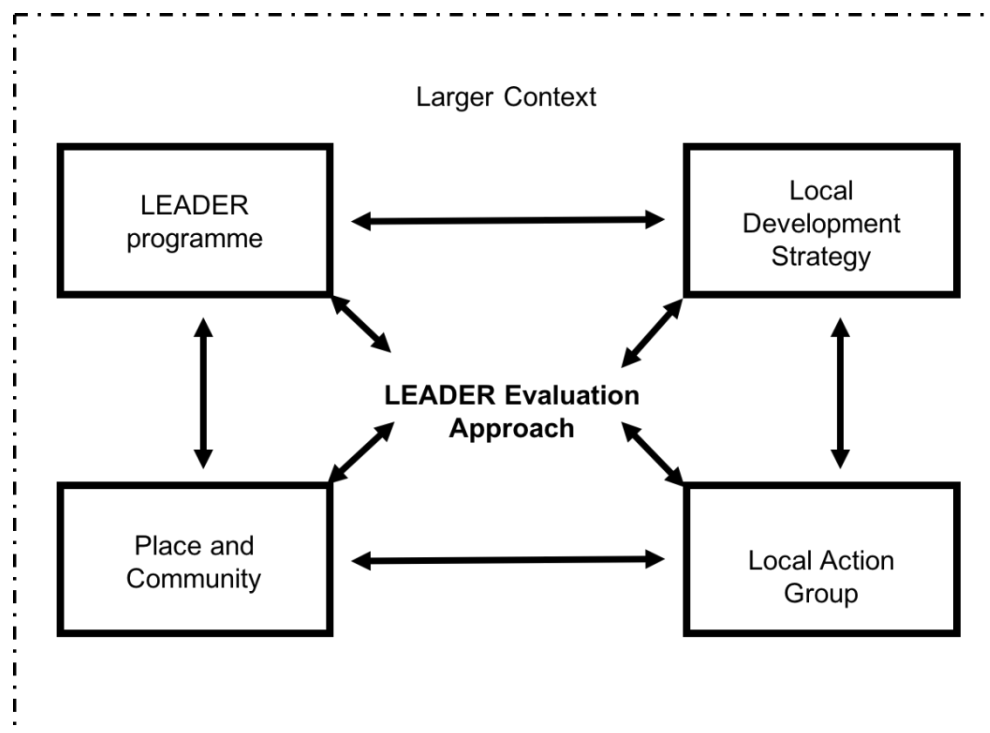 Larger Context
LEADER
programme
Local
Development
Strategy
LEADER Evaluation
Approach
Place and
Community
Local Action
Group